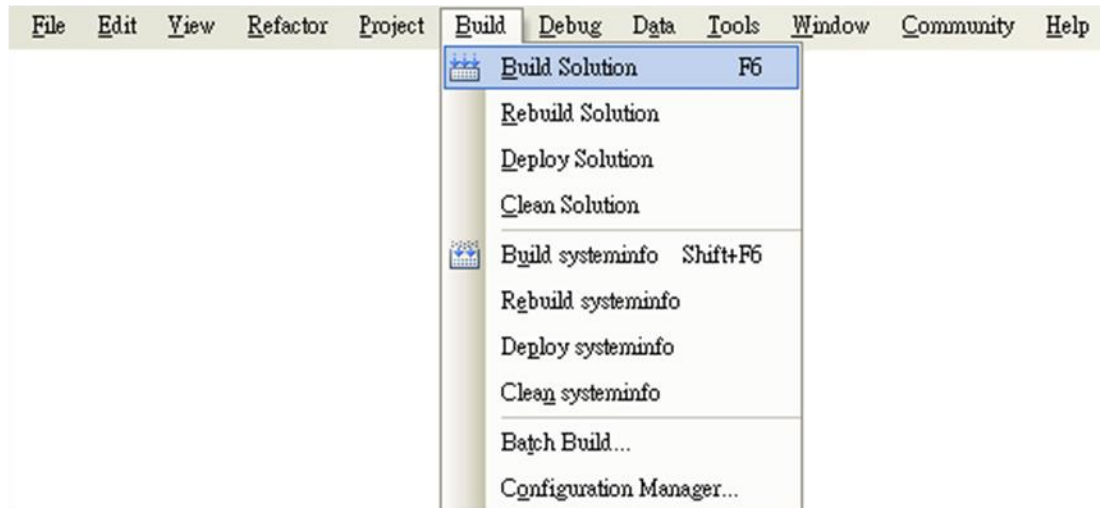 File Edit View Refactor Project Build Debug Data Tools Window Community Help
Build Solution F6
Rebuild Solution
Deploy Solution
Clean Solution
Build systeminfo Shift+F6
Rebuild systeminfo
Deploy systeminfo
Clean systeminfo
Batch Build...
Configuration Manager...